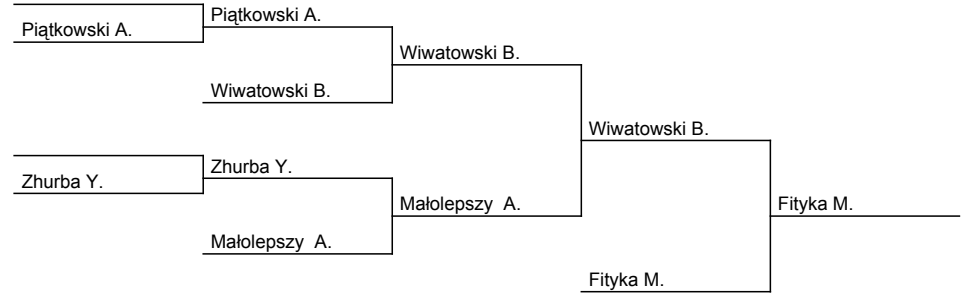 Piątkowski A.
Piątkowski A.
Wiwatowski B.
Wiwatowski B.
Wiwatowski B.
Zhurba Y.
Zhurba Y.
Małolepszy  A.
Fityka M.
Małolepszy  A.
Fityka M.